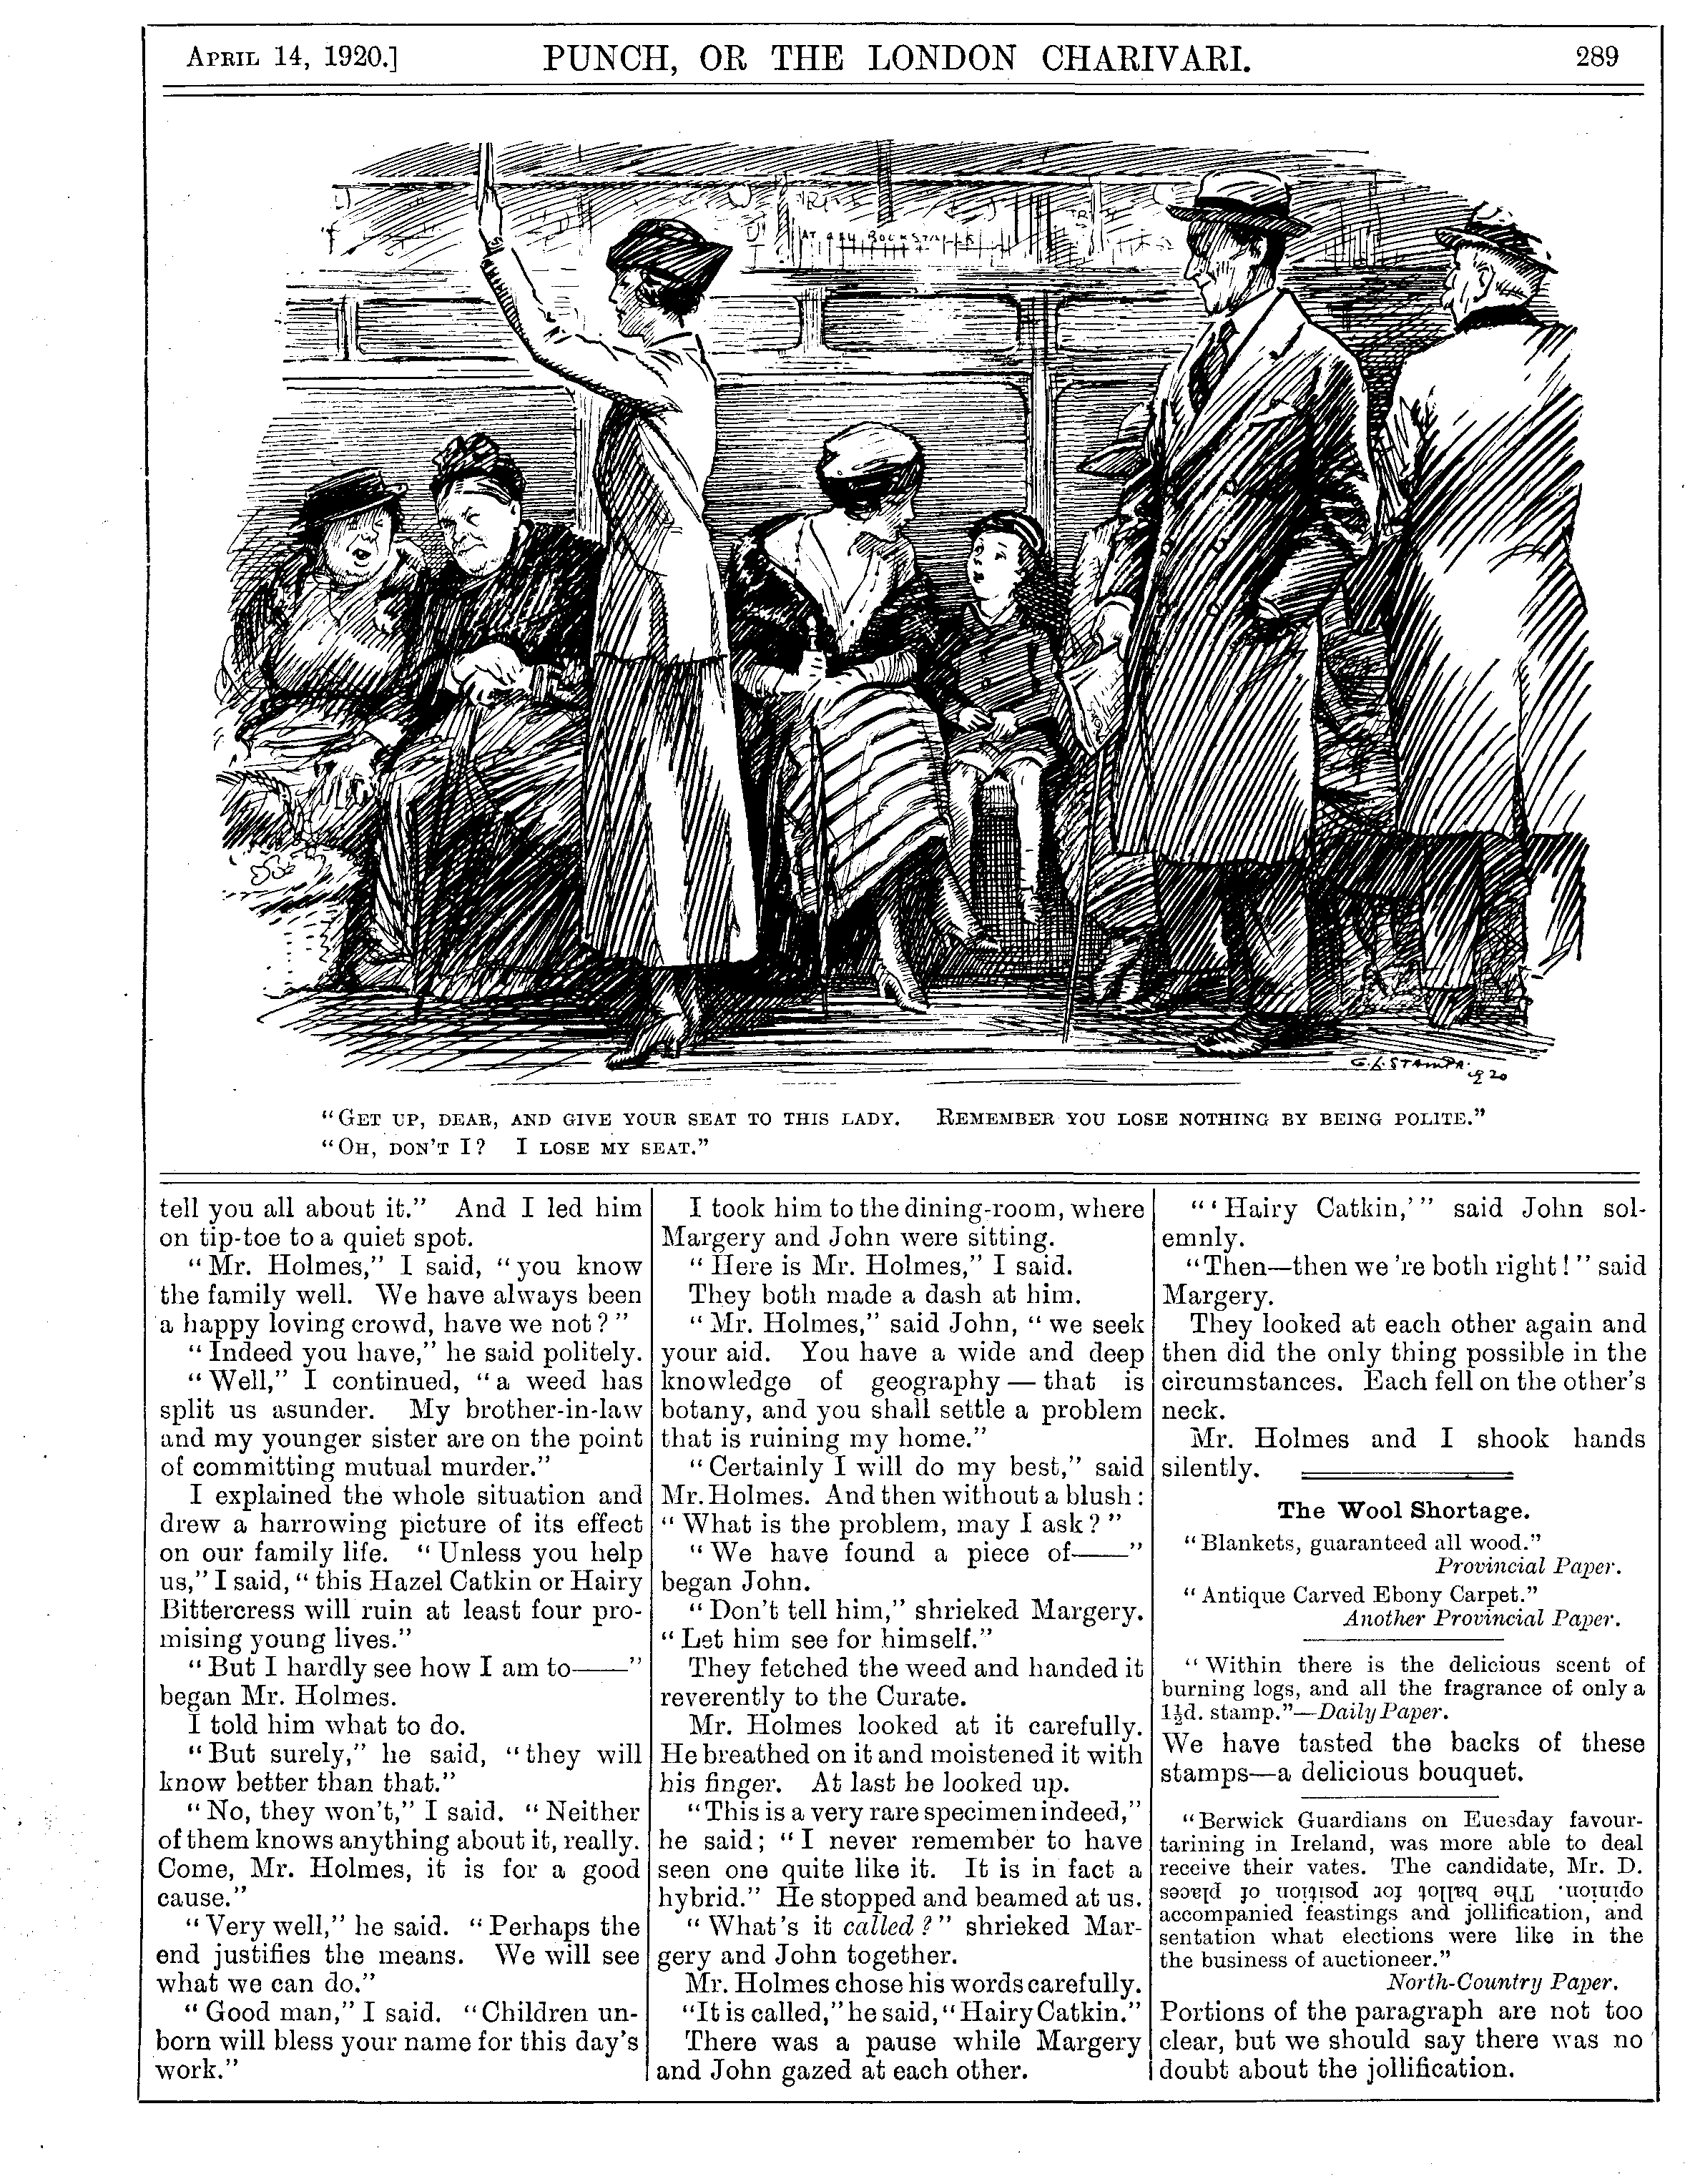 APRIL 14, 1920.] PUNCH, OR THE LONDON CHARIVARI. 289
G. L. STAMPA. 1920
"GET UP, DEAR, AND GIVE YOUR SEAT TO THIS LADY. REMEMBER YOU LOSE NOTHING BY BEING POLITE."
"OH, DON'T I? I LOSE MY SEAT."
tell you all about it." And I led him
on tip-toe to a quiet spot.
"Mr. Holmes," I said, "you know
the family well. We have always been
a happy loving crowd, have we not?"
"Indeed you have," he said politely.
"Well," I continued, "a weed has
split us asunder. My brother-in-law
and my younger sister are on the point
of committing mutual murder."
I explained the whole situation and
drew a harrowing picture of its effect
on our family life. "Unless you help
us," I said, "this Hazel Catkin or Hairy
Bittercress will ruin at least four pro-
mising young lives."
"But I hardly see how I am to——"
began Mr. Holmes.
I told him what to do.
"But surely," he said, "they will
know better than that."
"No, they won't," I said. "Neither
of them knows anything about it, really.
Come, Mr. Holmes, it is for a good
cause."
"Very well," he said. "Perhaps the
end justifies the means. We will see
what we can do."
"Good man," I said. "Children un-
born will bless your name for this day's
work."
I took him to the dining-room, where
Margery and John were sitting.
"Here is Mr. Holmes," I said.
They both made a dash at him.
"Mr. Holmes," said John, "we seek
your aid. You have a wide and deep
knowledge of geography—that is
botany, and you shall settle a problem
that is ruining my home."
"Certainly I will do my best," said
Mr. Holmes. And then without a blush:
"What is the problem, may I ask?"
"We have found a piece of——"
began John.
"Don't tell him," shrieked Margery.
"Let him see for himself."
They fetched the weed and handed it
reverently to the Curate.
Mr. Holmes looked at it carefully.
He breathed on it and moistened it with
his finger. At last he looked up.
"This is a very rare specimen indeed,"
he said; "I never remember to have
seen one quite like it. It is in fact a
hybrid." He stopped and beamed at us.
"What's it called?" shrieked Mar-
gery and John together.
Mr. Holmes chose his words carefully.
"It is called," he said, "Hairy Catkin."
There was a pause while Margery
and John gazed at each other.
"'Hairy Catkin,'" said John sol-
emnly.
"Then—then we 're both right!" said
Margery.
They looked at each other again and
then did the only thing possible in the
circumstances. Each fell on the other's
neck.
Mr. Holmes and I shook hands
silently.
The Wool Shortage.
"Blankets, guaranteed all wood."
Provincial Paper.
"Antique Carved Ebony Carpet."
Another Provincial Paper.
"Within there is the delicious scent of
burning logs, and all the fragrance of only a
1½d. stamp."—Daily Paper.
We have tasted the backs of these
stamps—a delicious bouquet.
"Berwick Guardians on Euesday favour-
tarining in Ireland, was more able to deal
receive their vates. The candidate, Mr. D.
opinion. The ballot for position of places
accompanied feastings and jollification, and
sentation what elections were like in the
the business of auctioneer."
North-Country Paper.
Portions of the paragraph are not too
clear, but we should say there was no
doubt about the jollification.